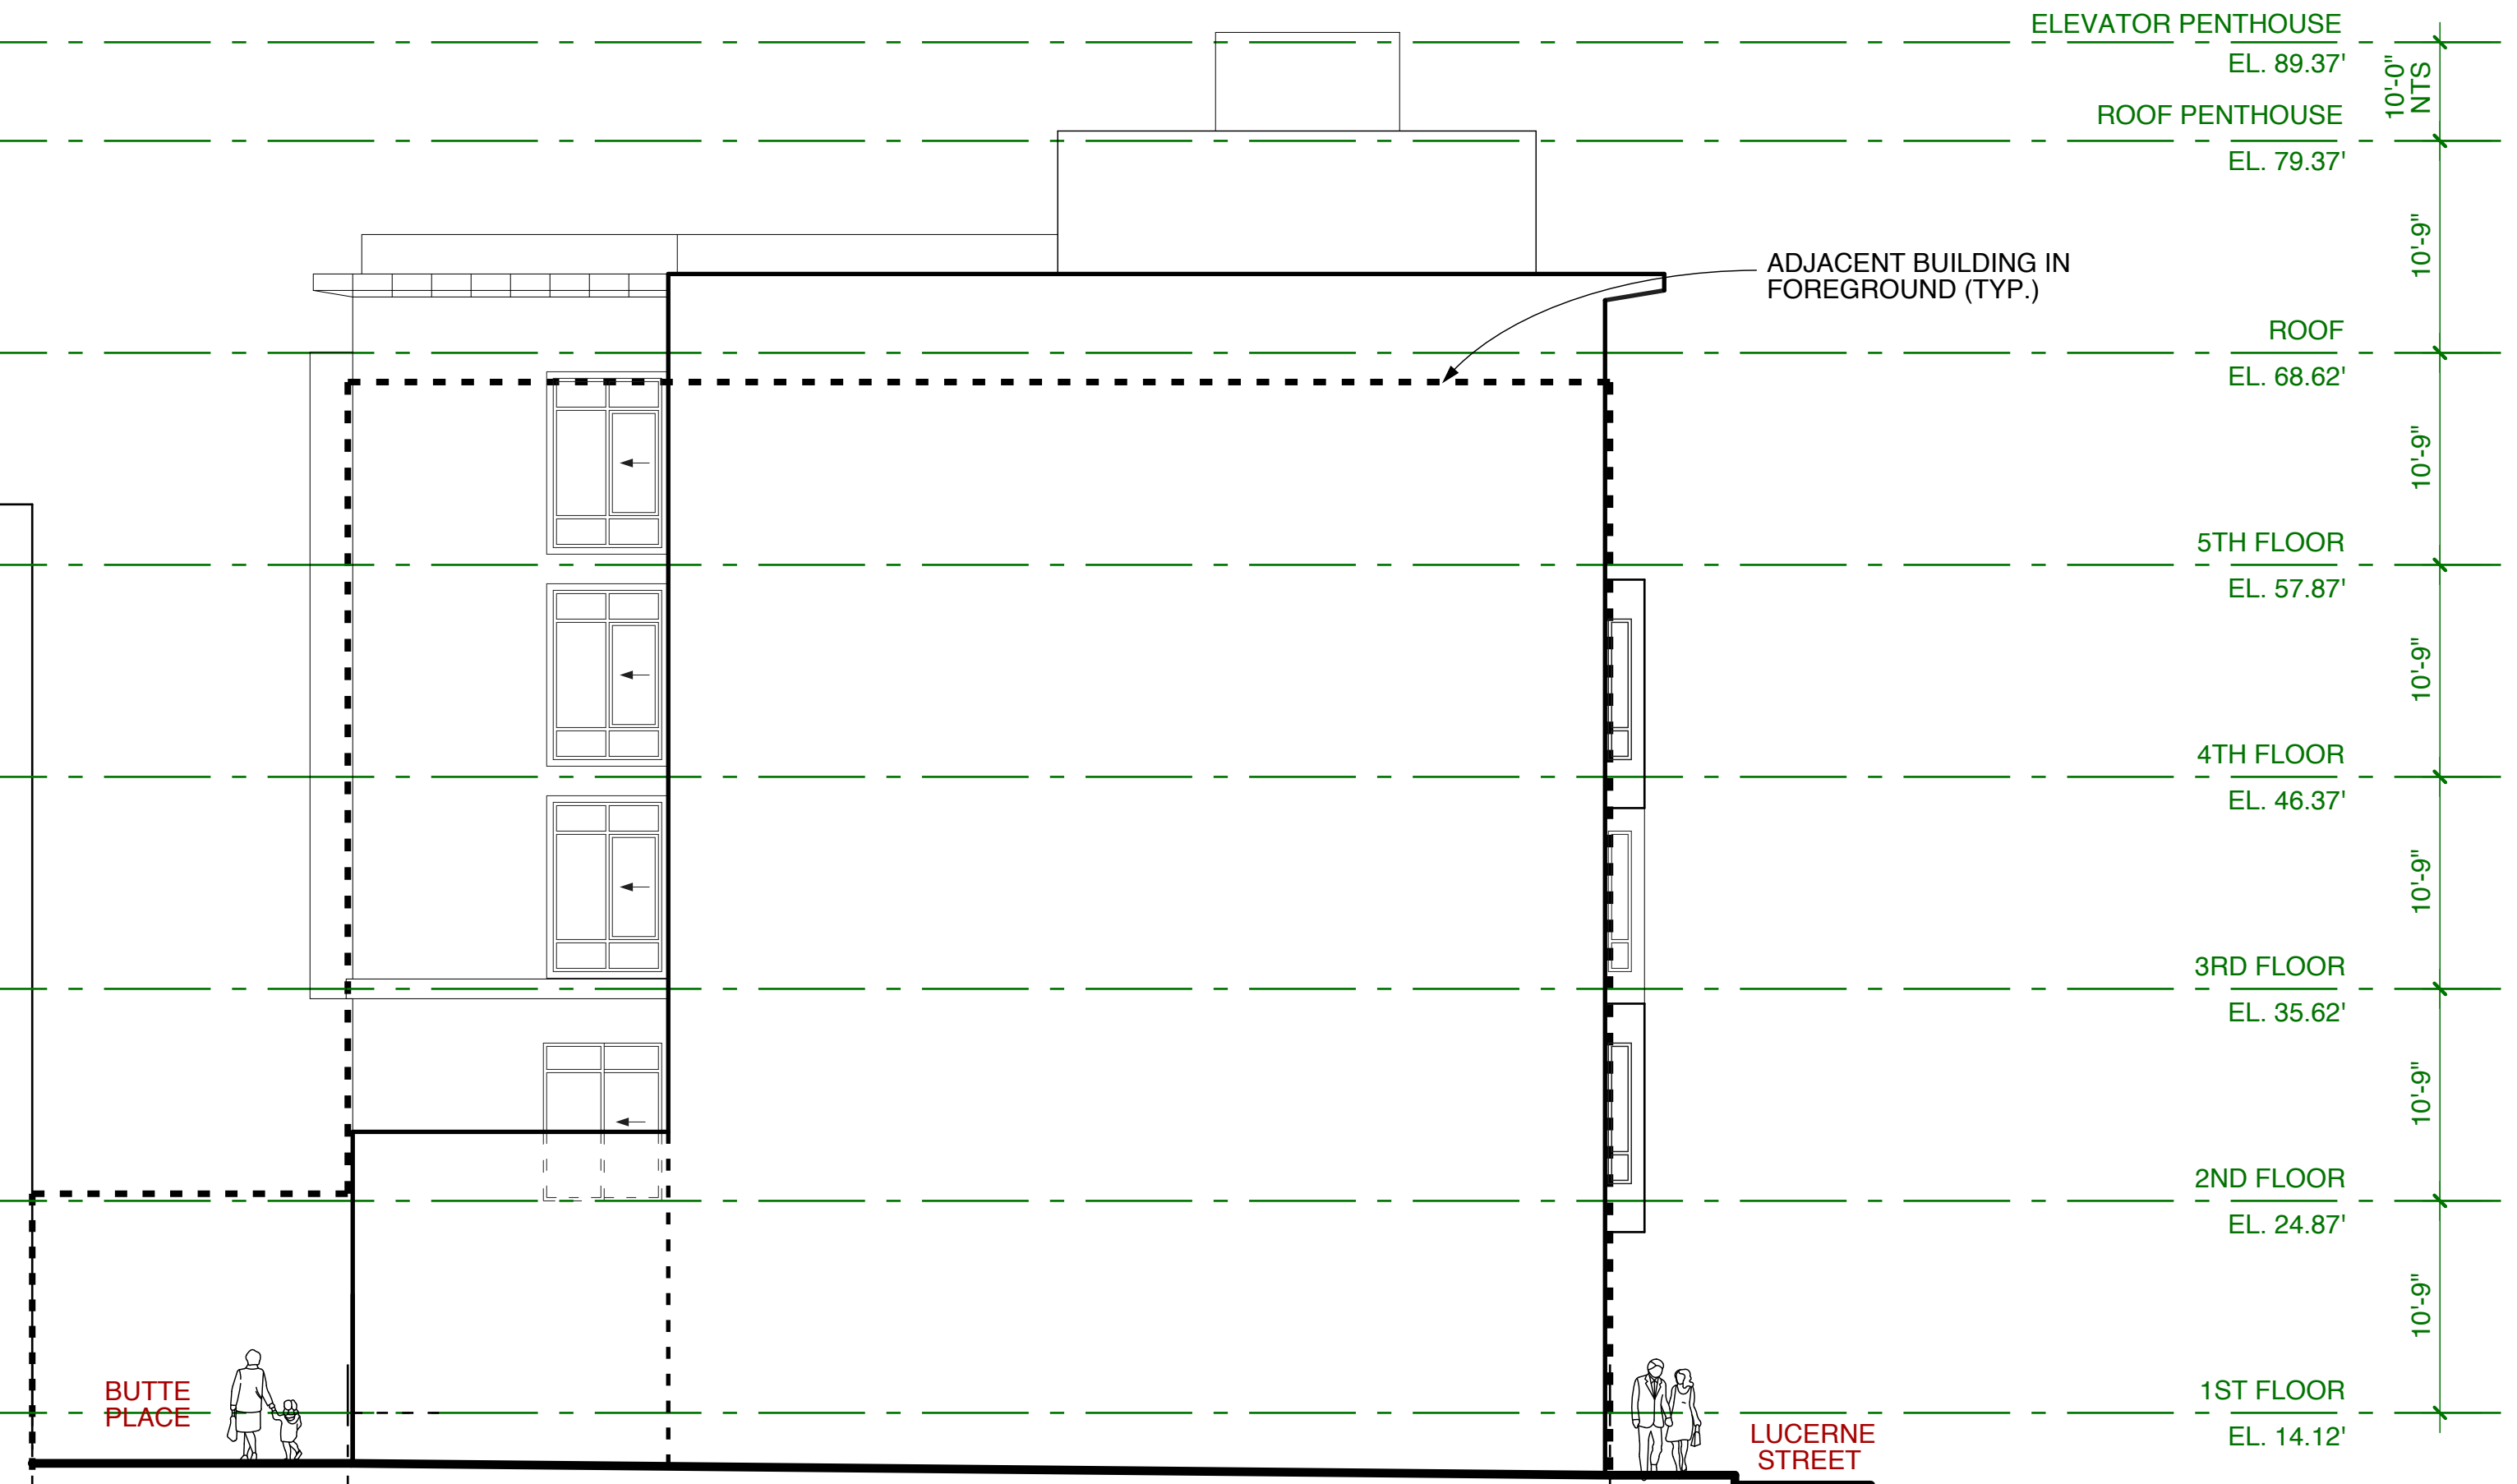 ELEVATOR PENTHOUSE
EL. 89.37'
10'-0"
NTS
ROOF PENTHOUSE
EL. 79.37'
10'-9"
ADJACENT BUILDING IN
FOREGROUND (TYP.)
ROOF
EL. 68.62'
10'-9"
5TH FLOOR
EL. 57.87'
10'-9"
4TH FLOOR
EL. 46.37'
10'-9"
3RD FLOOR
EL. 35.62'
10'-9"
2ND FLOOR
EL. 24.87'
10'-9"
BUTTE
PLACE
1ST FLOOR
EL. 14.12'
LUCERNE
STREET